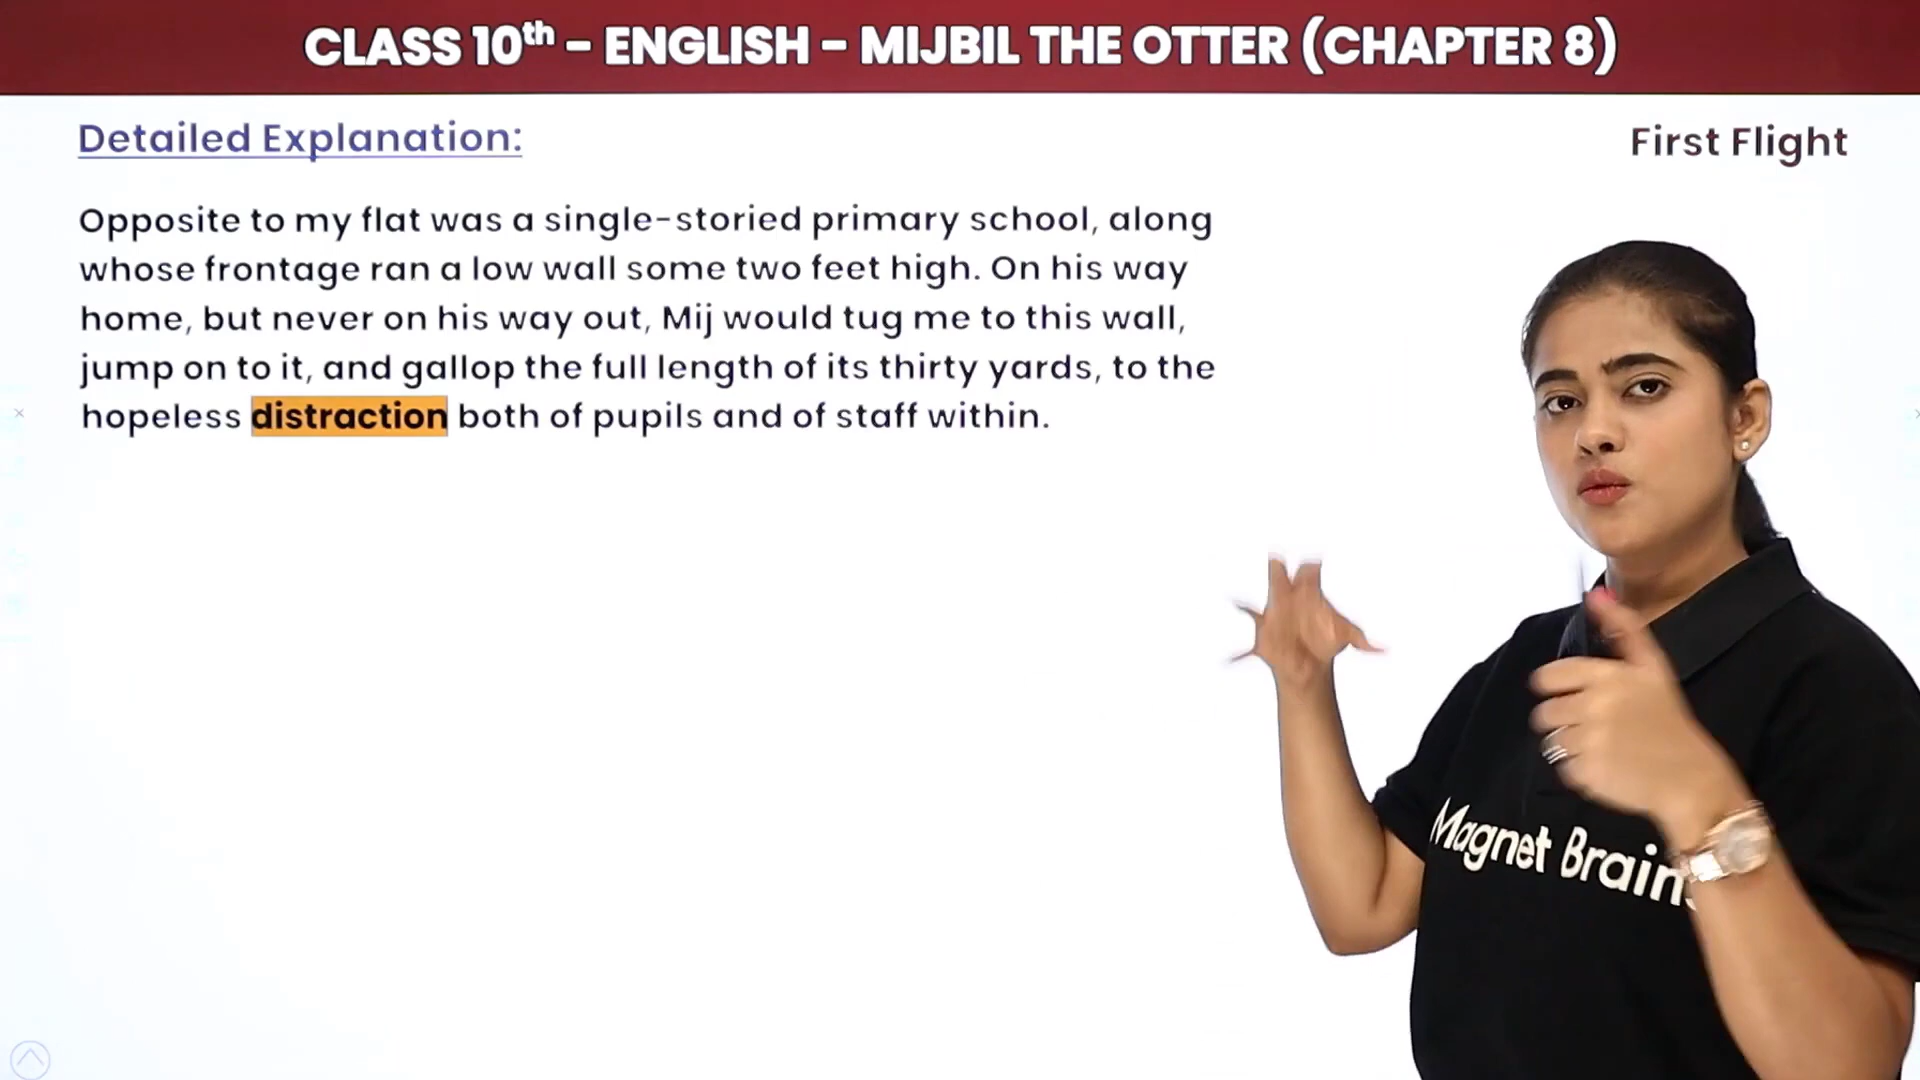 CLASS 10th - ENGLISH - MIJBIL THE OTTER (CHAPTER 8)
Detailed Explanation:
First Flight
Opposite to my flat was a single-storied primary school, along
whose frontage ran a low wall some two feet high. On his way
home, but never on his way out, Mij would tug me to this wall,
jump on to it, and gallop the full length of its thirty yards, to the
hopeless distraction both of pupils and of staff within.
Magnet Brains